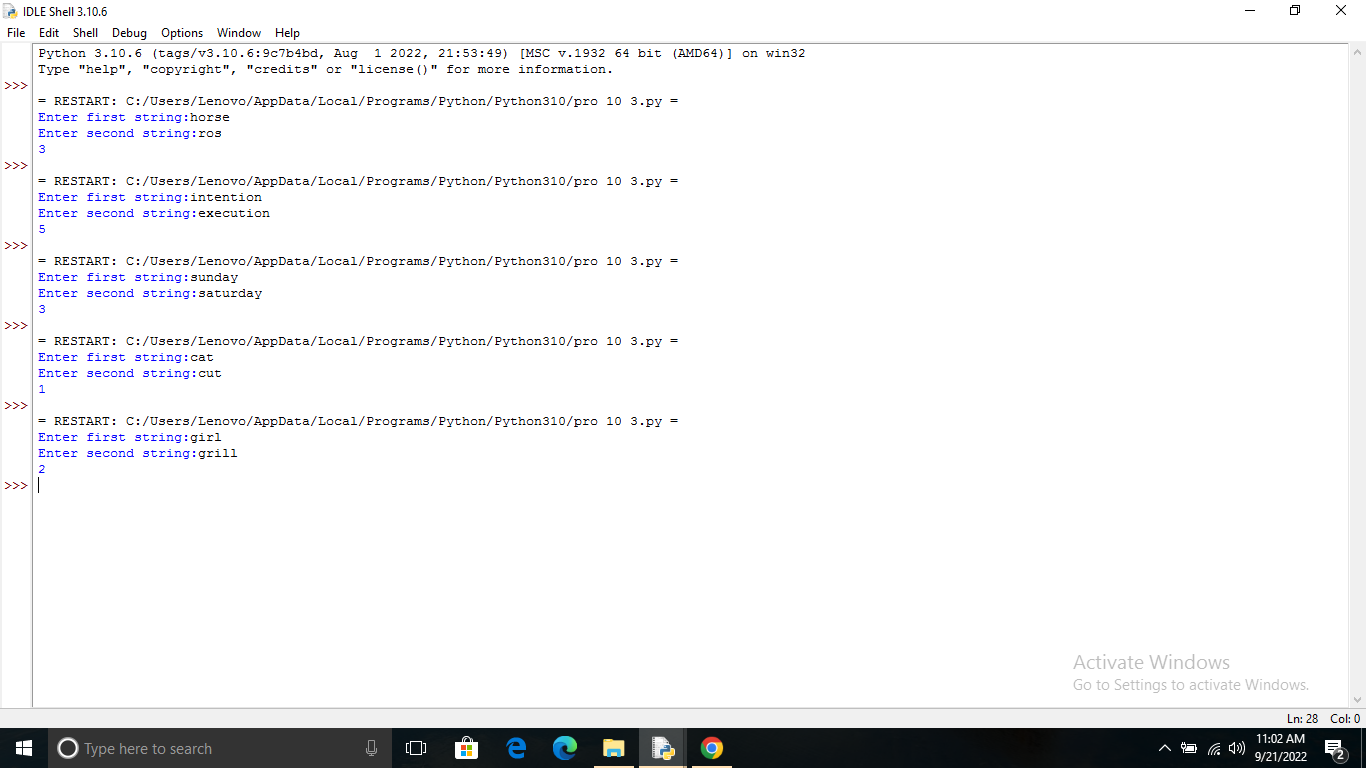 IDLE Shell 3.10.6
File Edit Shell Debug Options Window Help
Python 3.10.6 (tags/v3.10.6:9c7b4bd, Aug  1 2022, 21:53:49) [MSC v.1932 64 bit (AMD64)] on win32
Type "help", "copyright", "credits" or "license()" for more information.
>>>
= RESTART: C:/Users/Lenovo/AppData/Local/Programs/Python/Python310/pro 10 3.py =
Enter first string:horse
Enter second string:ros
3
>>>
= RESTART: C:/Users/Lenovo/AppData/Local/Programs/Python/Python310/pro 10 3.py =
Enter first string:intention
Enter second string:execution
5
>>>
= RESTART: C:/Users/Lenovo/AppData/Local/Programs/Python/Python310/pro 10 3.py =
Enter first string:sunday
Enter second string:saturday
3
>>>
= RESTART: C:/Users/Lenovo/AppData/Local/Programs/Python/Python310/pro 10 3.py =
Enter first string:cat
Enter second string:cut
1
>>>
= RESTART: C:/Users/Lenovo/AppData/Local/Programs/Python/Python310/pro 10 3.py =
Enter first string:girl
Enter second string:grill
2
>>>
Activate Windows
Go to Settings to activate Windows.
Ln: 28 Col: 0
Type here to search
11:02 AM
9/21/2022
2